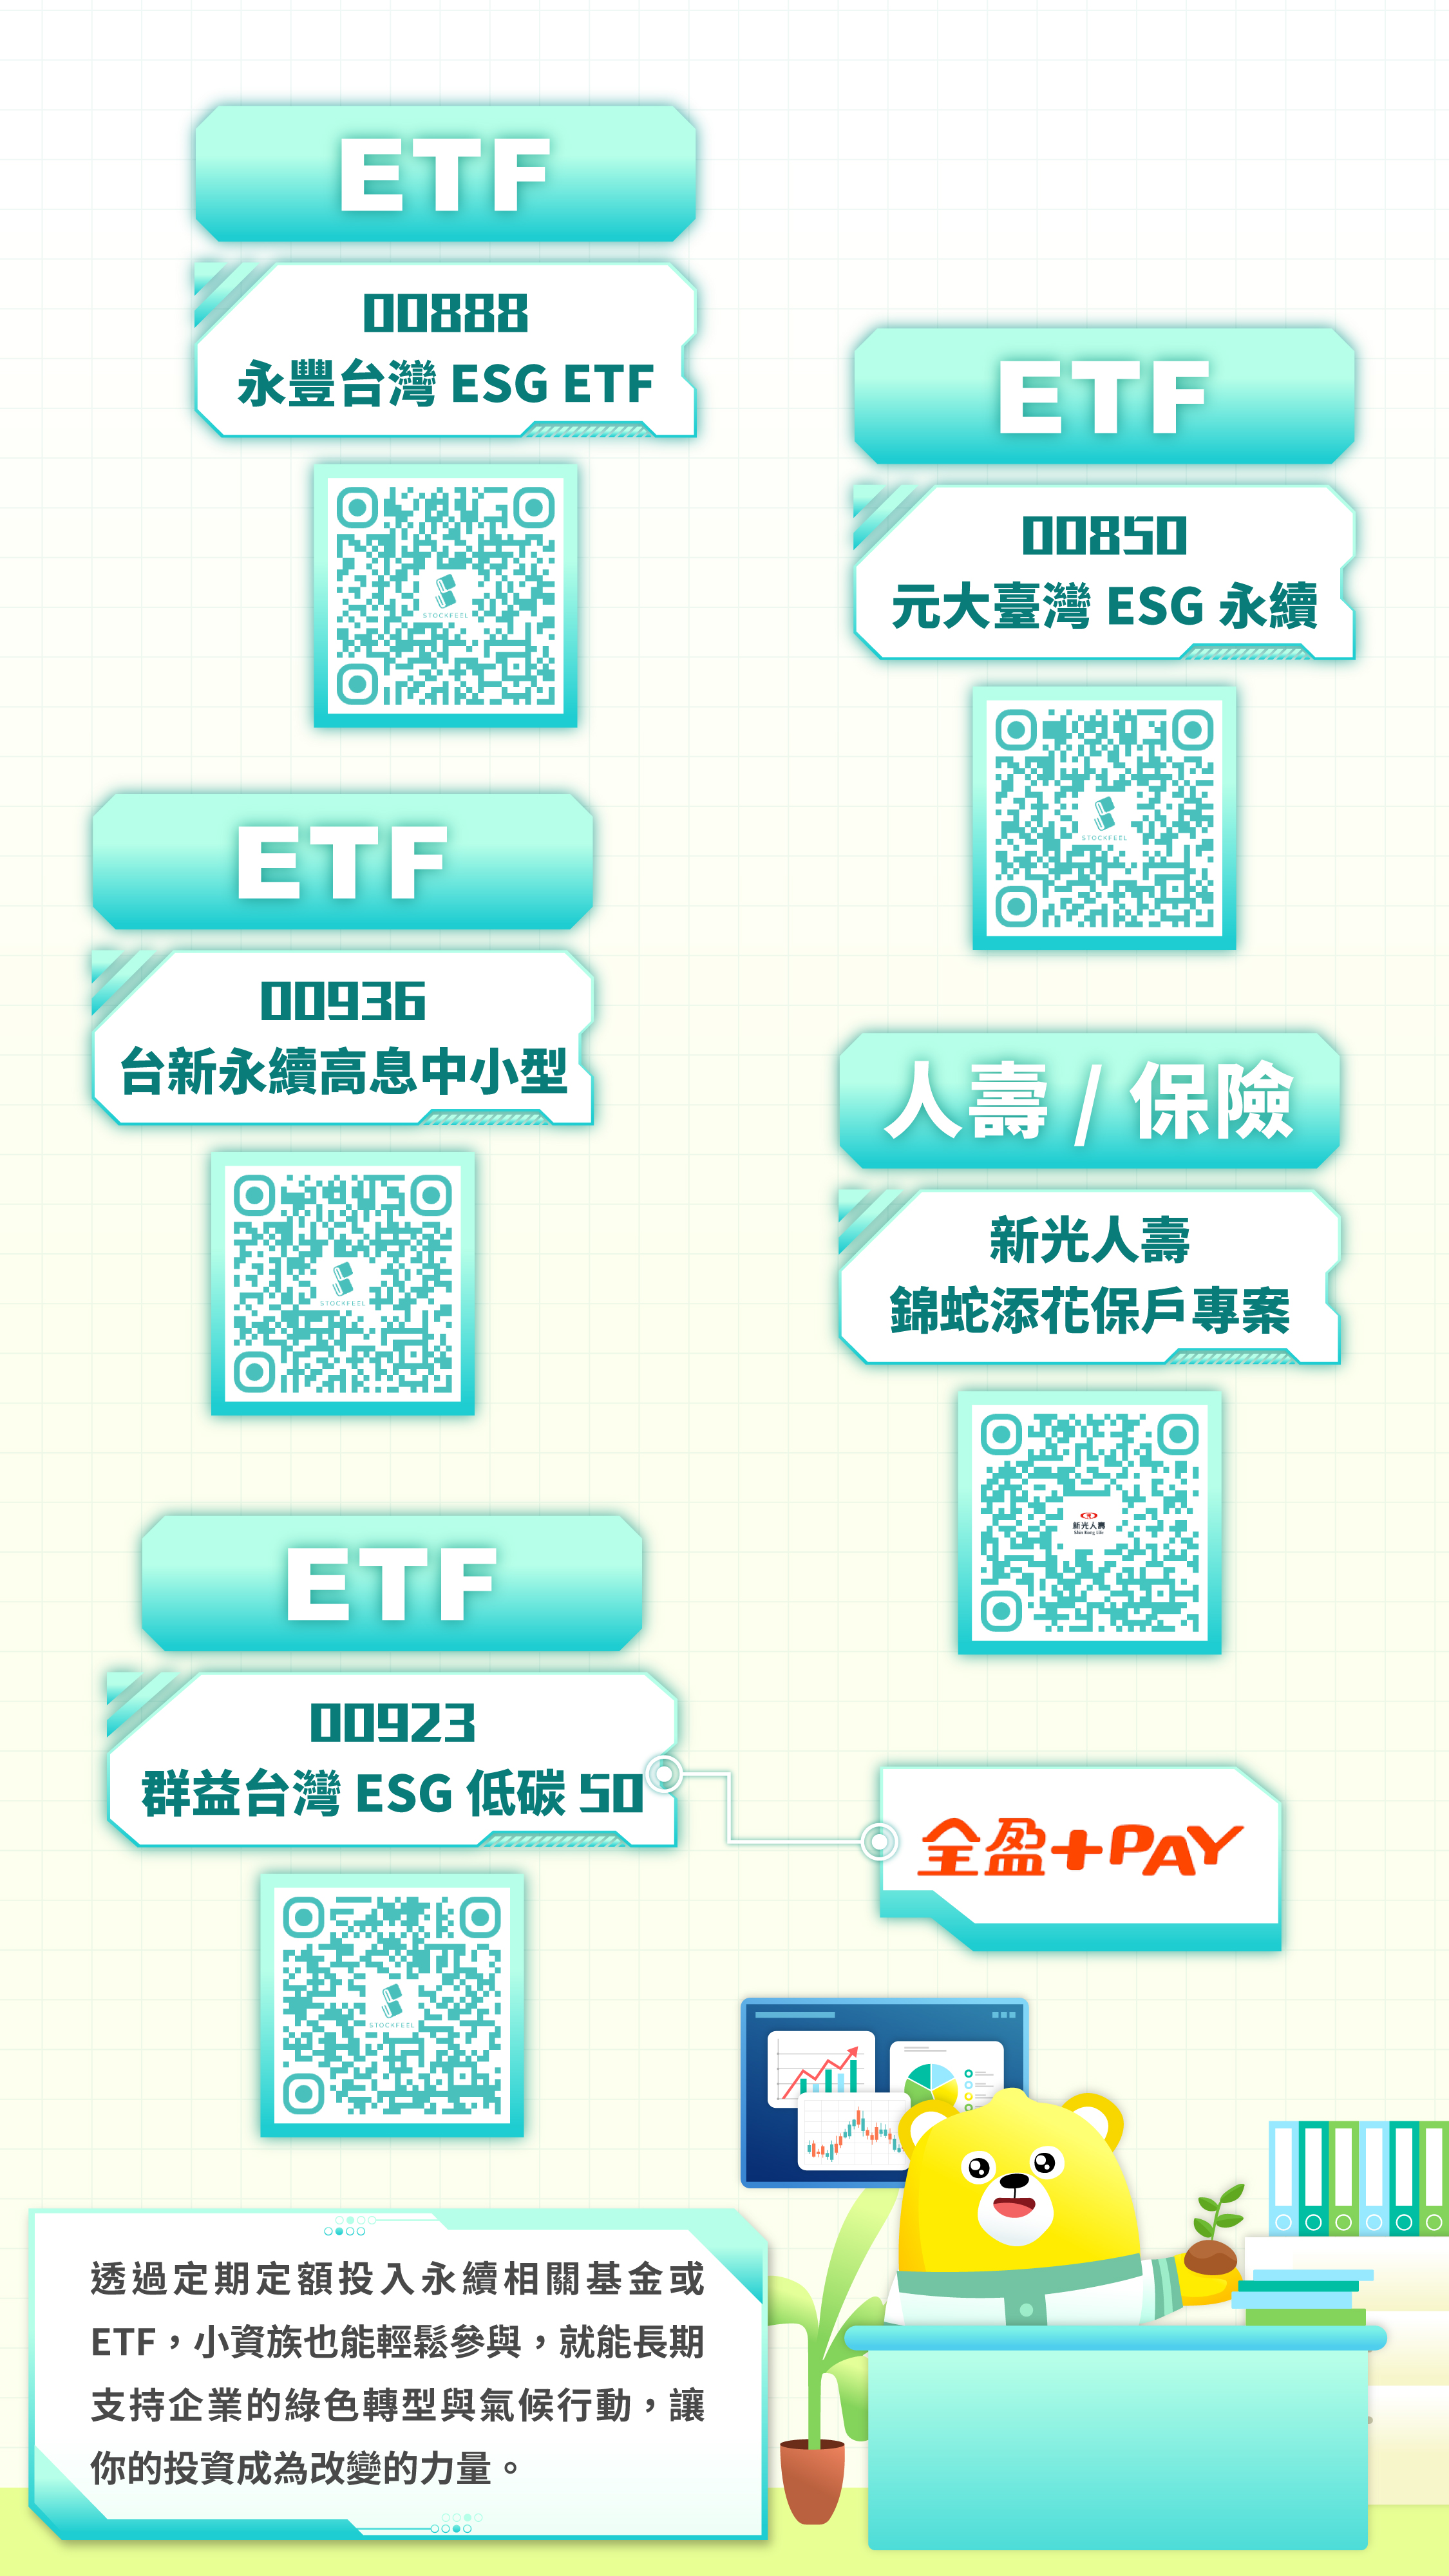 ETF
00888
永豐台灣 ESG ETF
STOCKFEEL
ETF
00850
元大臺灣 ESG 永續
STOCKFEEL
ETF
00936
台新永續高息中小型
STOCKFEEL
人壽 / 保險
新光人壽
錦蛇添花保戶專案
新光人壽
Shin Kong Life
ETF
00923
群益台灣 ESG 低碳 50
STOCKFEEL
全盈+PAY
透過定期定額投入永續相關基金或
ETF，小資族也能輕鬆參與，就能長期
支持企業的綠色轉型與氣候行動，讓
你的投資成為改變的力量。